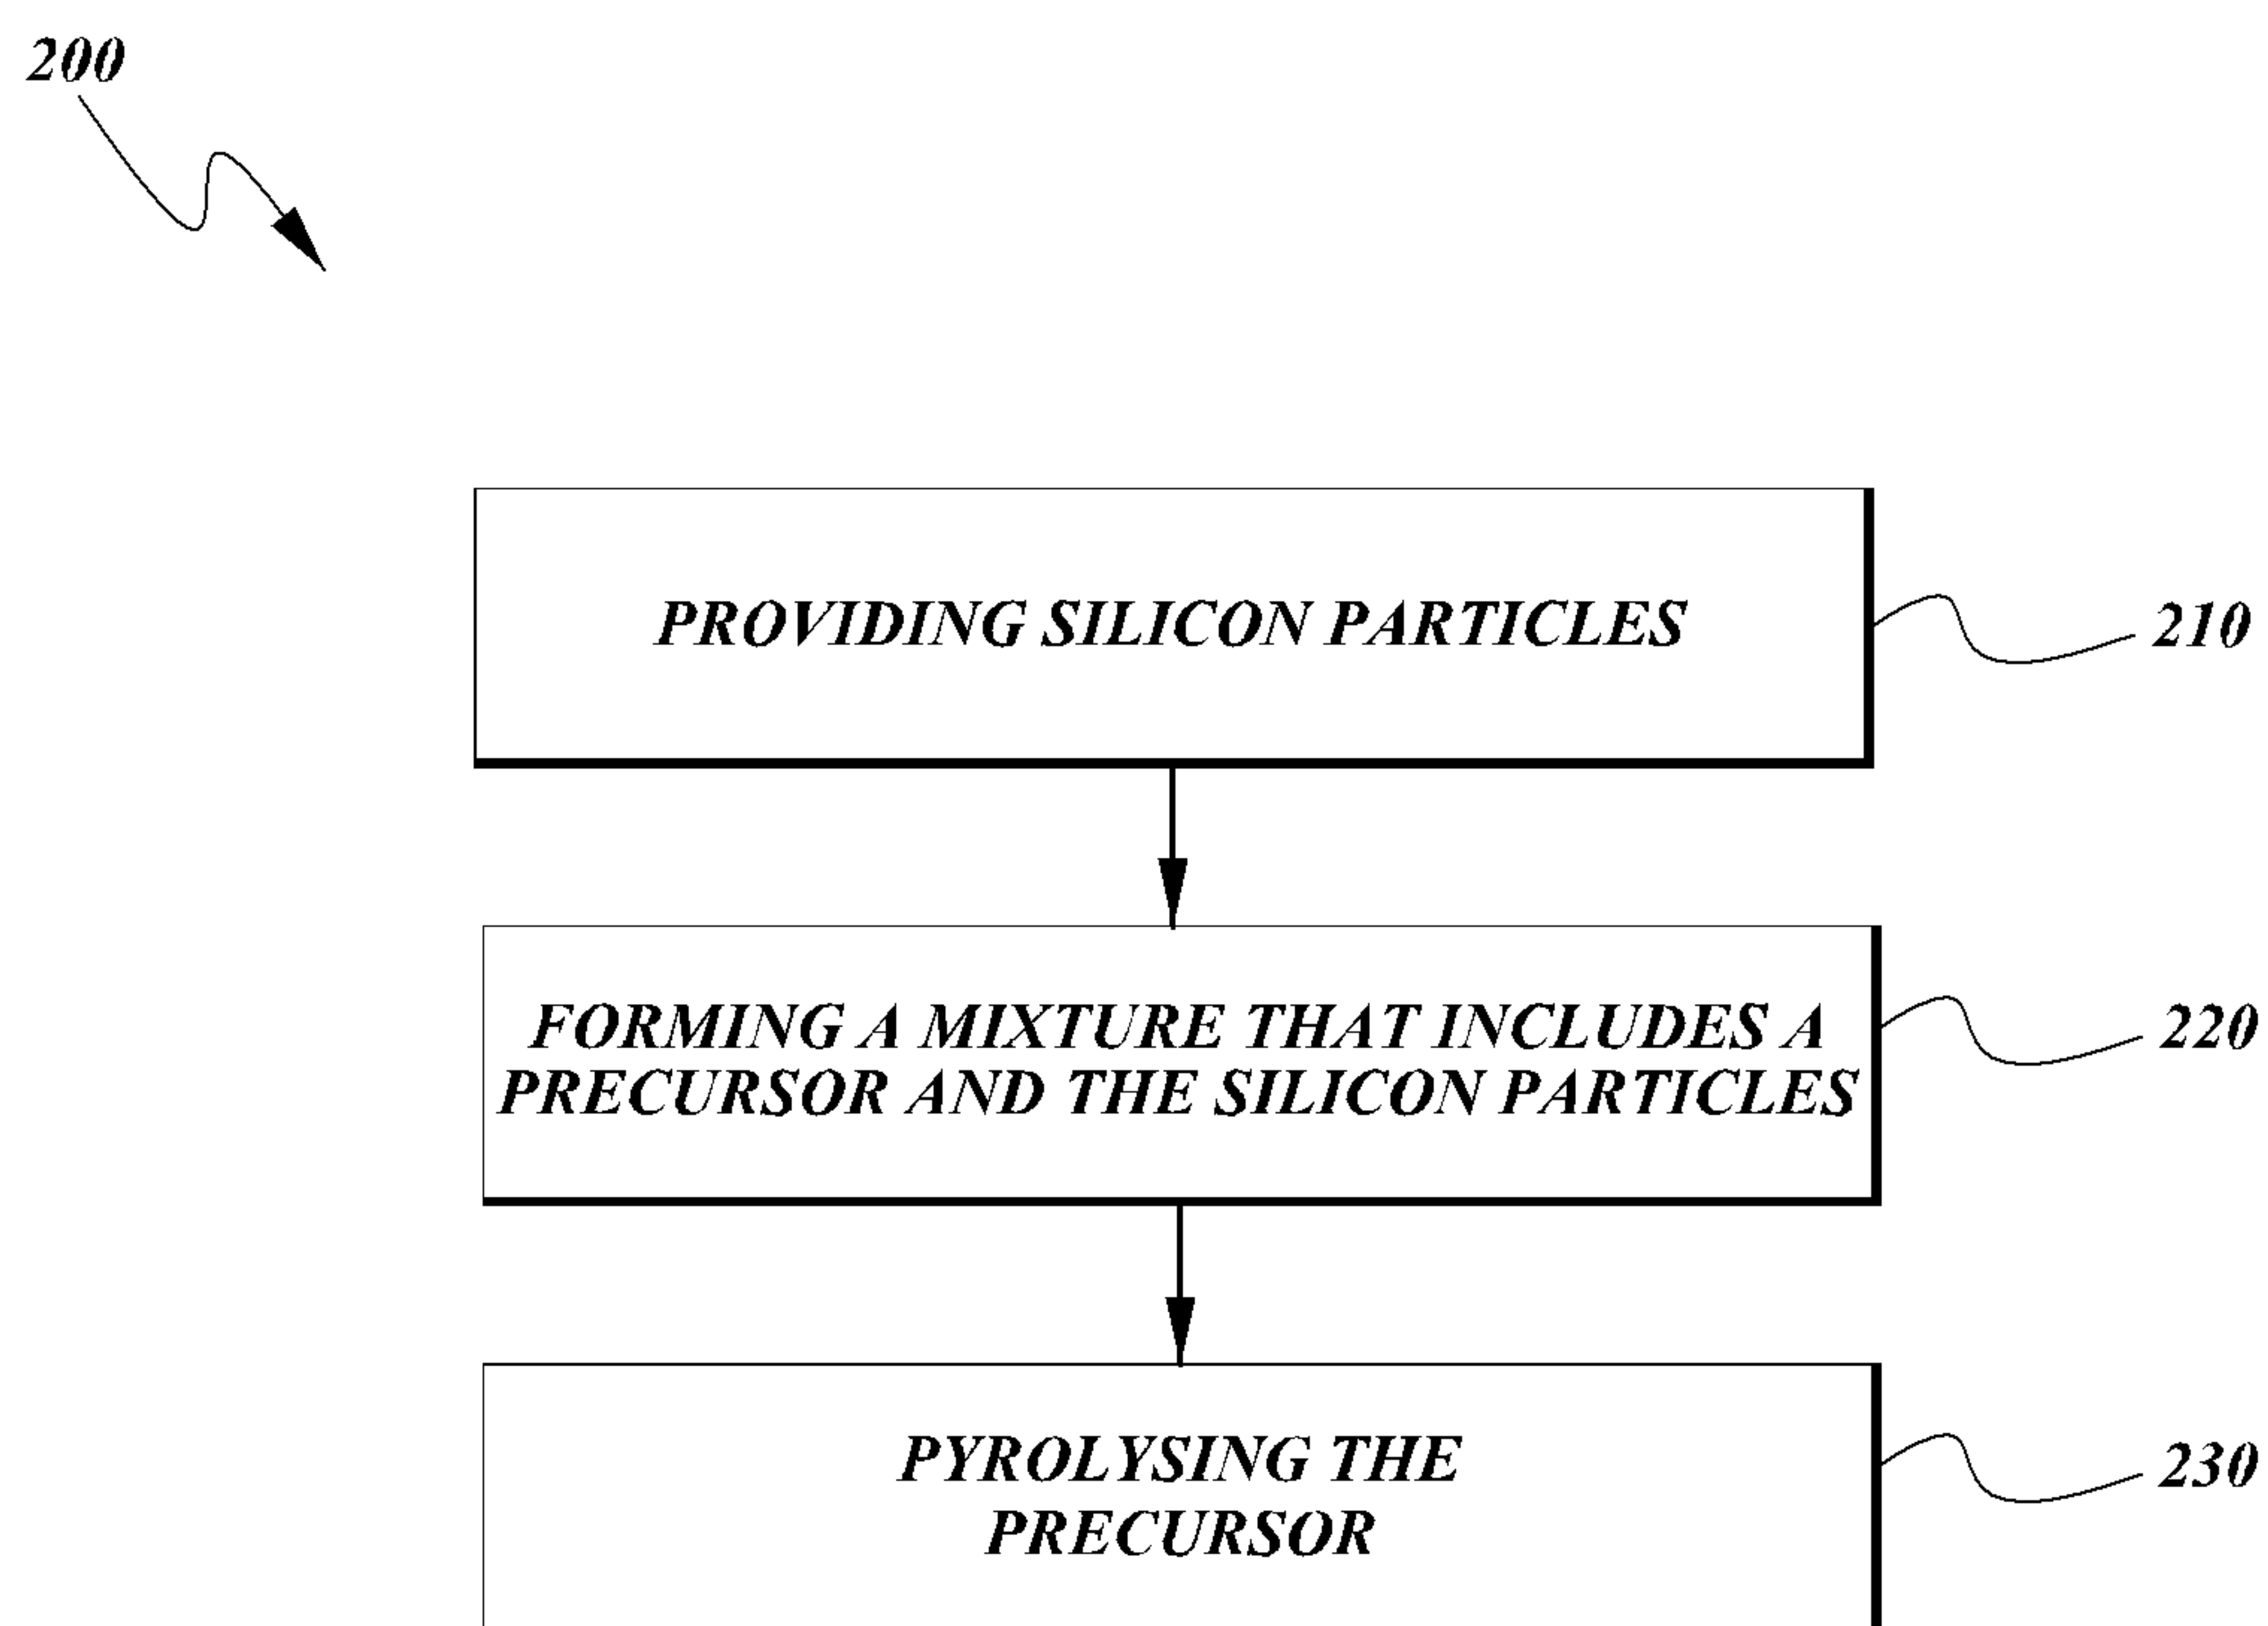 200
PROVIDING SILICON PARTICLES
210
FORMING A MIXTURE THAT INCLUDES A
PRECURSOR AND THE SILICON PARTICLES
220
PYROLYSING THE
PRECURSOR
230